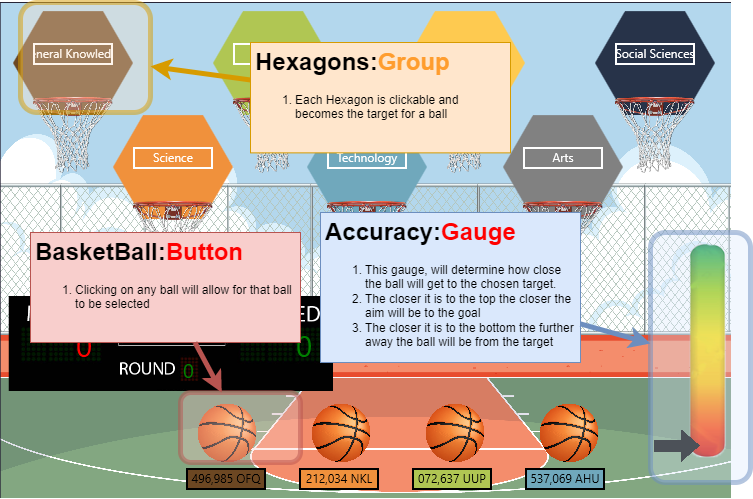 neral Knowled
Social Sciences
Hexagons:Group
1. Each Hexagon is clickable and
becomes the target for a ball
Science
Technology
Arts
BasketBall:Button
1. Clicking on any ball will allow for that ball
to be selected
Accuracy:Gauge
1. This gauge, will determine how close
the ball will get to the chosen target.
2. The closer it is to the top the closer the
aim will be to the goal
3. The closer it is to the bottom the further
away the ball will be from the target
ED
0
0
ROUND 0
496,985 OFQ
212,034 NKL
072,637 UUP
537,069 AHU